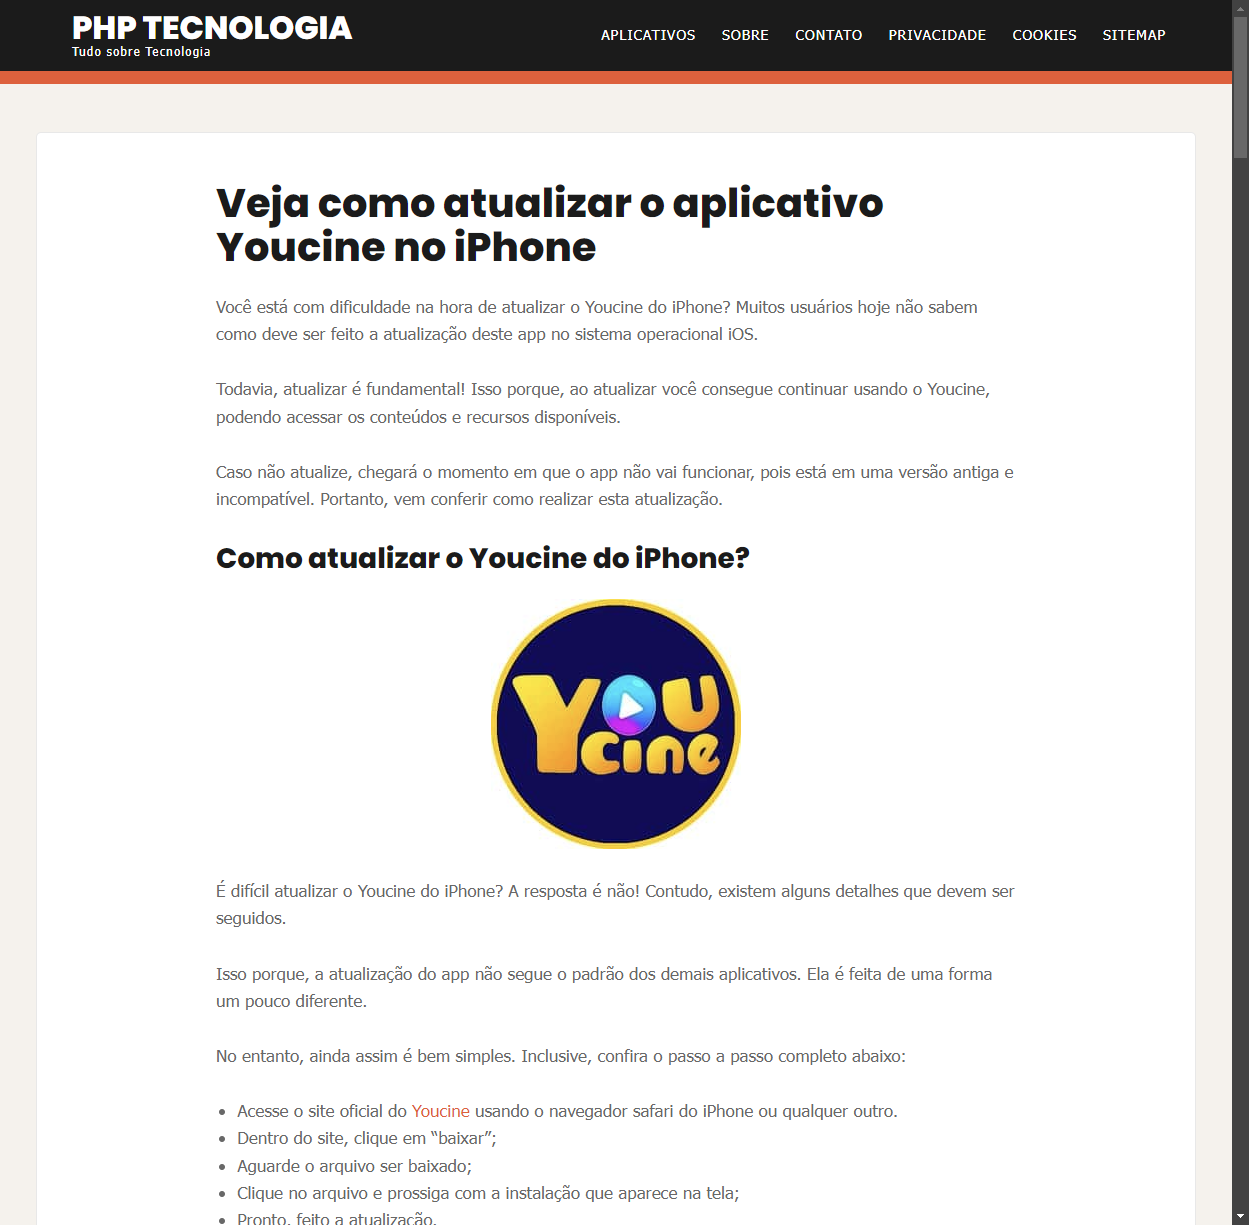 PHP TECNOLOGIA
Tudo sobre Tecnologia
APLICATIVOS SOBRE CONTATO PRIVACIDADE COOKIES SITEMAP
Veja como atualizar o aplicativo
Youcine no iPhone
Você está com dificuldade na hora de atualizar o Youcine do iPhone? Muitos usuários hoje não sabem
como deve ser feito a atualização deste app no sistema operacional iOS.
Todavia, atualizar é fundamental! Isso porque, ao atualizar você consegue continuar usando o Youcine,
podendo acessar os conteúdos e recursos disponíveis.
Caso não atualize, chegará o momento em que o app não vai funcionar, pois está em uma versão antiga e
incompatível. Portanto, vem conferir como realizar esta atualização.
Como atualizar o Youcine do iPhone?
YOU
cine
É difícil atualizar o Youcine do iPhone? A resposta é não! Contudo, existem alguns detalhes que devem ser
seguidos.
Isso porque, a atualização do app não segue o padrão dos demais aplicativos. Ela é feita de uma forma
um pouco diferente.
No entanto, ainda assim é bem simples. Inclusive, confira o passo a passo completo abaixo:
• Acesse o site oficial do Youcine usando o navegador safari do iPhone ou qualquer outro.
• Dentro do site, clique em “baixar”;
• Aguarde o arquivo ser baixado;
• Clique no arquivo e prossiga com a instalação que aparece na tela;
• Pronto, feito a atualização.